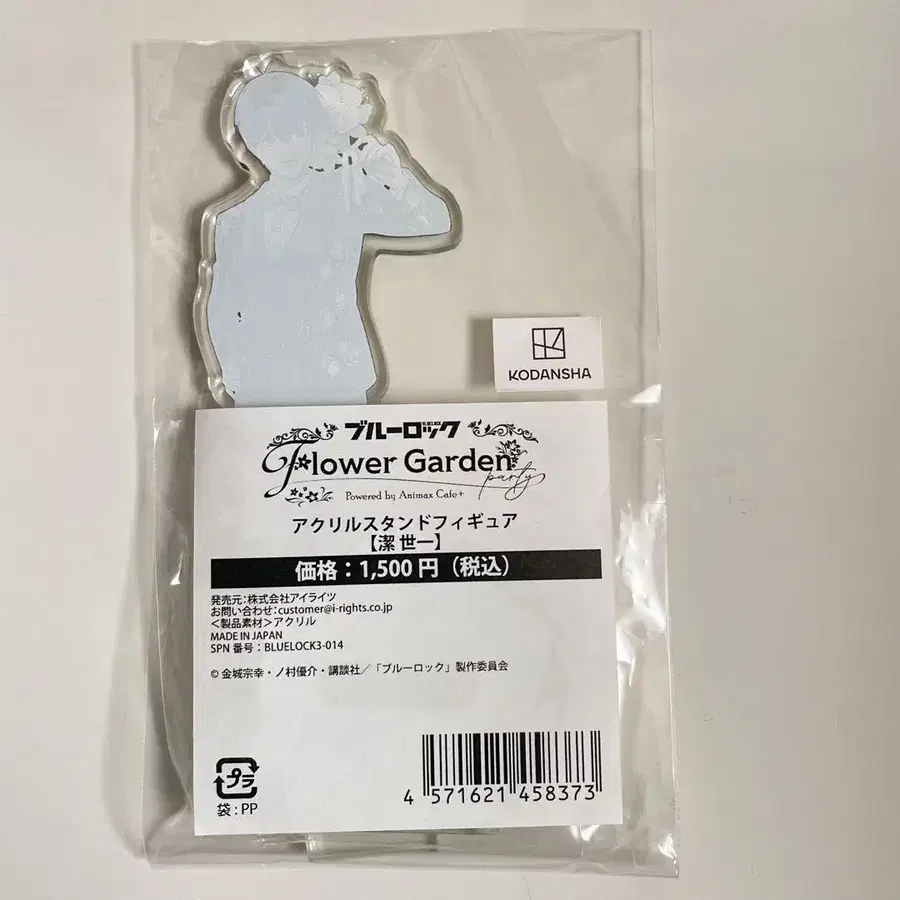 KODANSHA
ブルーロック
Flower Garden
party
Powered by Animax Cafe+
アクリルスタンドフィギュア
【潔 世一】
価格：1,500 円（税込）
発売元：株式会社アイライツ
お問い合わせ：customer@i-rights.co.jp
＜製品素材＞アクリル
MADE IN JAPAN
SPN 番号：BLUELOCK3-014
© 金城宗幸・ノ村優介・講談社／「ブルーロック」製作委員会
プラ
袋：PP
4 571621 458373